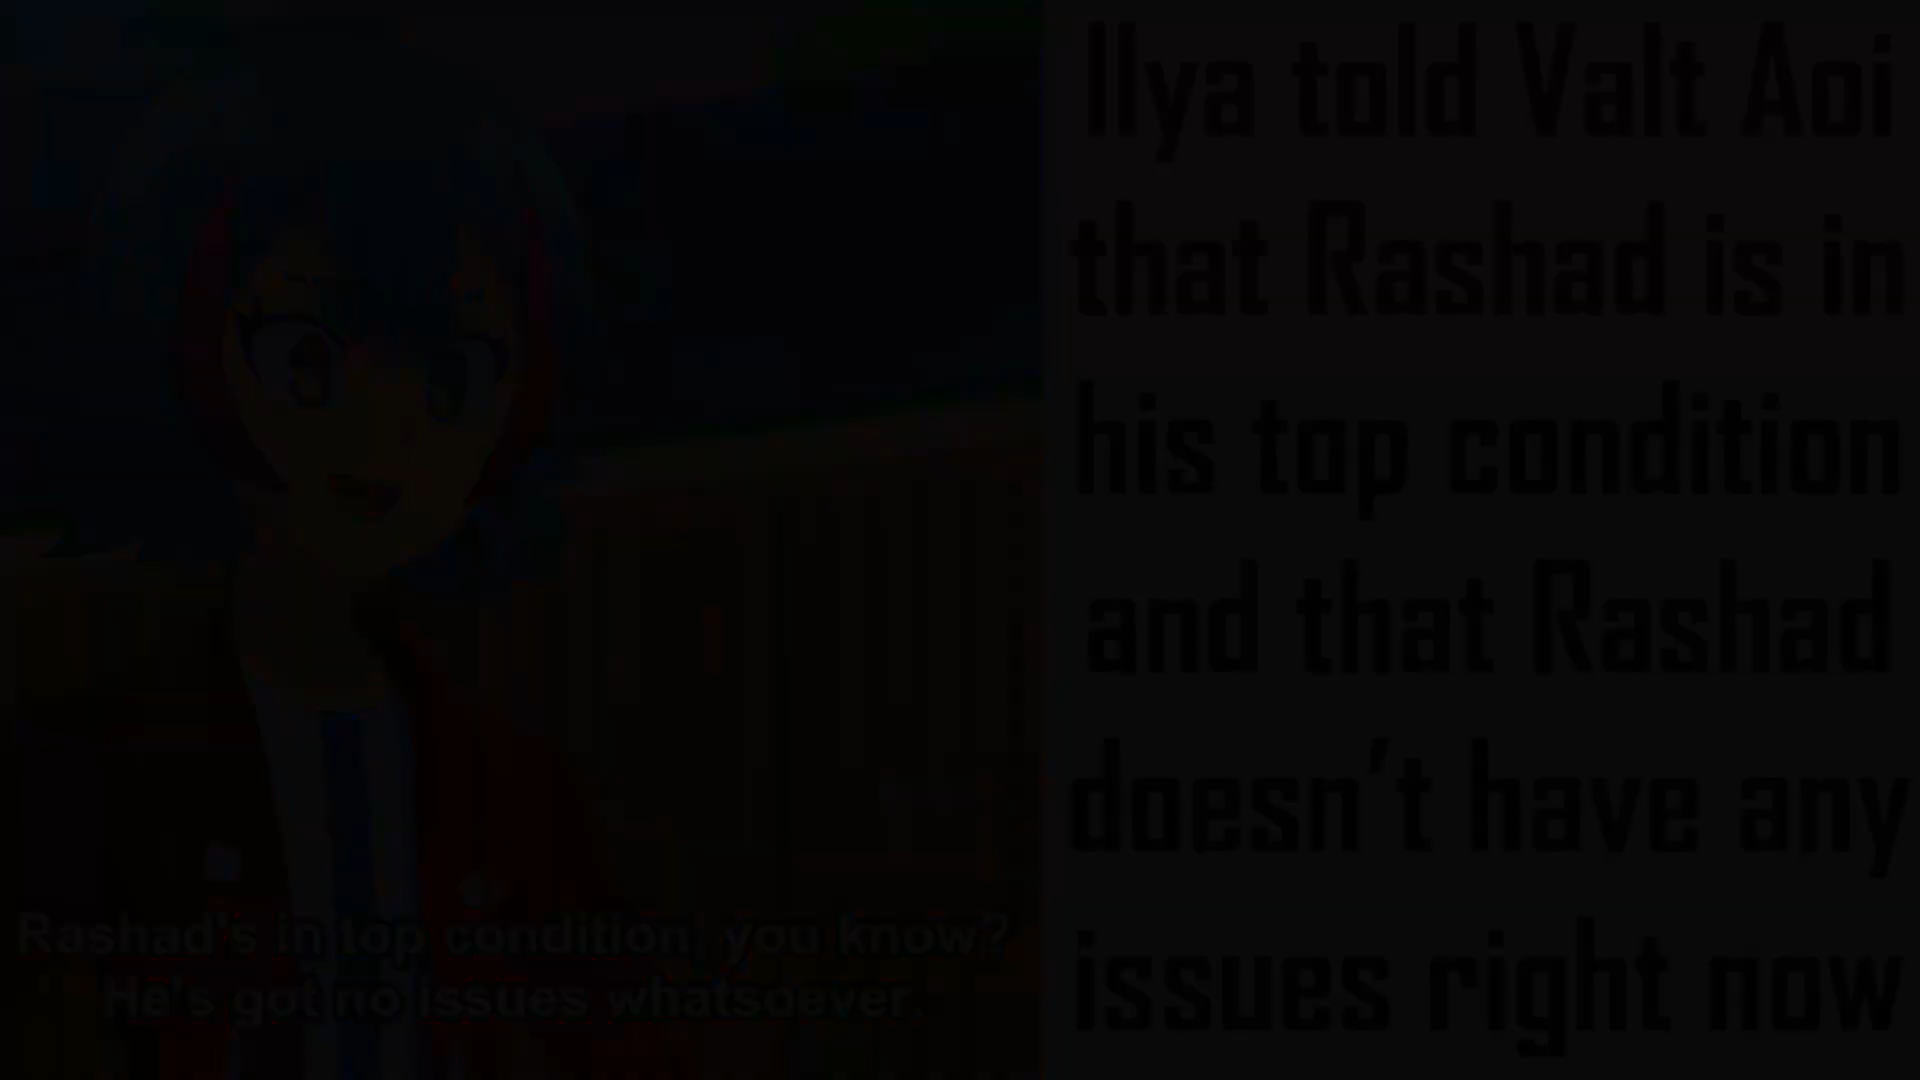 Ilya told Valt Aoi
that Rashad is in
his top condition
and that Rashad
doesn't have any
issues right now
Rashad's in top condition, you know?
He's got no issues whatsoever.